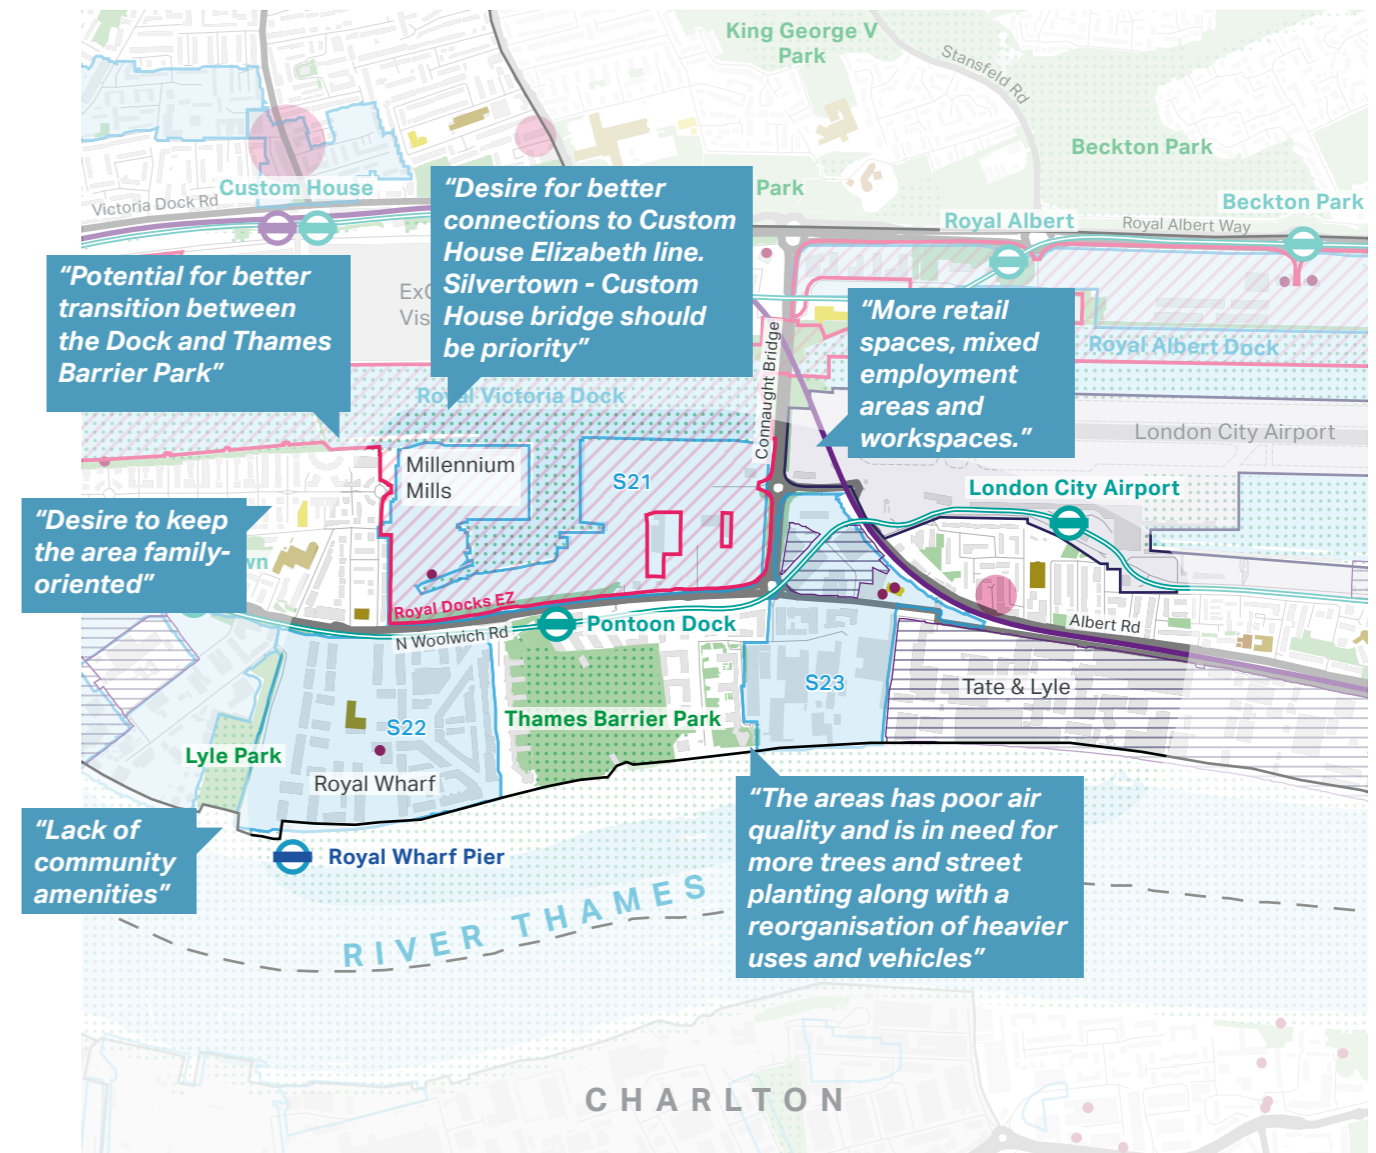 King George V
Park
Stansfeld Rd
Beckton Park
Custom House
Victoria Dock Rd
Park
Royal Albert
Royal Albert Way
Beckton Park
“Desire for better
connections to Custom
House Elizabeth line.
Silvertown - Custom
House bridge should
be priority”
“Potential for better
transition between
the Dock and Thames
Barrier Park”
“More retail
spaces, mixed
employment
areas and
workspaces.”
Royal Victoria Dock
Connaught Bridge
Royal Albert Dock
London City Airport
Millennium
Mills
S21
London City Airport
“Desire to keep
the area family-
oriented”
Royal Docks EZ
N Woolwich Rd
Pontoon Dock
Albert Rd
S23
Tate & Lyle
Thames Barrier Park
S22
Lyle Park
Royal Wharf
“Lack of
community
amenities”
Royal Wharf Pier
“The areas has poor air
quality and is in need for
more trees and street
planting along with a
reorganisation of heavier
uses and vehicles”
RIVER THAMES
CHARLTON